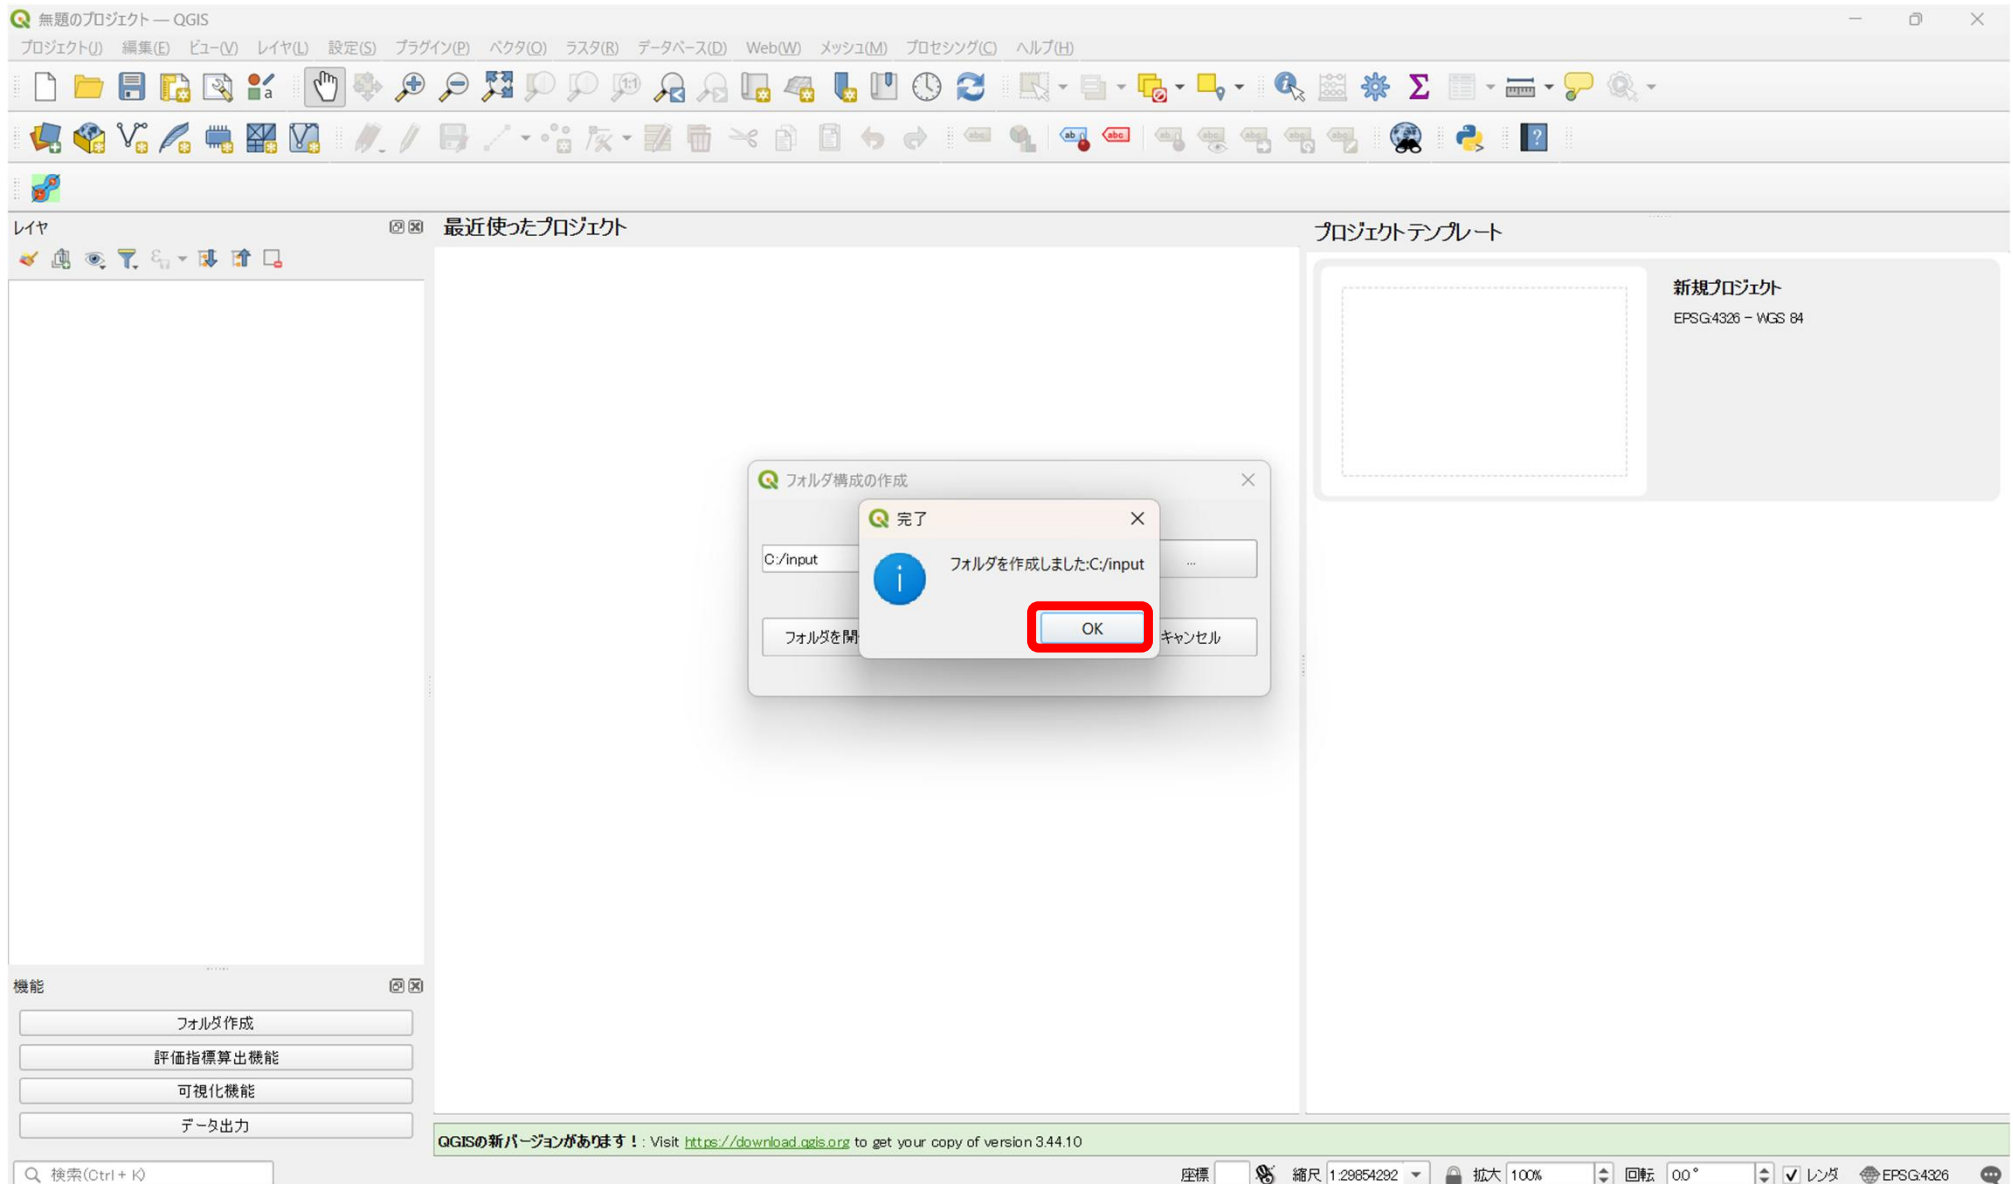 無題のプロジェクト — QGIS
プロジェクト(J) 編集(E) ビュー(V) レイヤ(L) 設定(S) プラグイン(P) ベクタ(O) ラスタ(R) データベース(D) Web(W) メッシュ(M) プロセシング(C) ヘルプ(H)
レイヤ
最近使ったプロジェクト
プロジェクトテンプレート
新規プロジェクト
EPSG:4326 - WGS 84
フォルダ構成の作成
完了
C:/input
フォルダを作成しました:C:/input
...
OK
フォルダを開
キャンセル
機能
フォルダ作成
評価指標算出機能
可視化機能
データ出力
QGISの新バージョンがあります！: Visit https://download.qgis.org to get your copy of version 3.44.10
検索(Ctrl + K)
座標
縮尺 1:29854292
拡大 100%
回転 0.0 °
レンダ
EPSG:4326